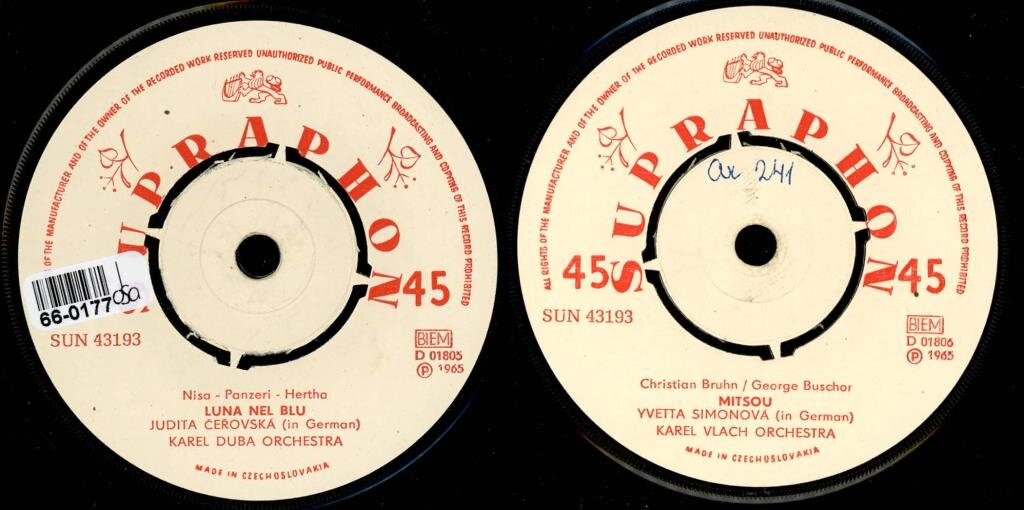 OF THE MANUFACTURER AND OF THE OWNER OF THE RECORDED WORK RESERVED UNAUTHORIZED PUBLIC PERFORMANCE BROADCASTING AND COPYING OF THIS RECORD PROHIBITED
UPRAPHON
45
66-0177
SUN 43193
BIEM
D 01805
Ⓟ 1965
Nisa - Panzeri - Hertha
LUNA NEL BLU
JUDITA ČEŘOVSKÁ (in German)
KAREL DUBA ORCHESTRA
MADE IN CZECHOSLOVAKIA
ALL RIGHTS OF THE MANUFACTURER AND OF THE OWNER OF THE RECORDED WORK RESERVED UNAUTHORIZED PUBLIC PERFORMANCE BROADCASTING AND COPYING OF THIS RECORD PROHIBITED
SUPRAPHON
ar 241
45
45
SUN 43193
BIEM
D 01806
Ⓟ 1965
Christian Bruhn / George Buschor
MITSOU
YVETTA SIMONOVÁ (in German)
KAREL VLACH ORCHESTRA
MADE IN CZECHOSLOVAKIA